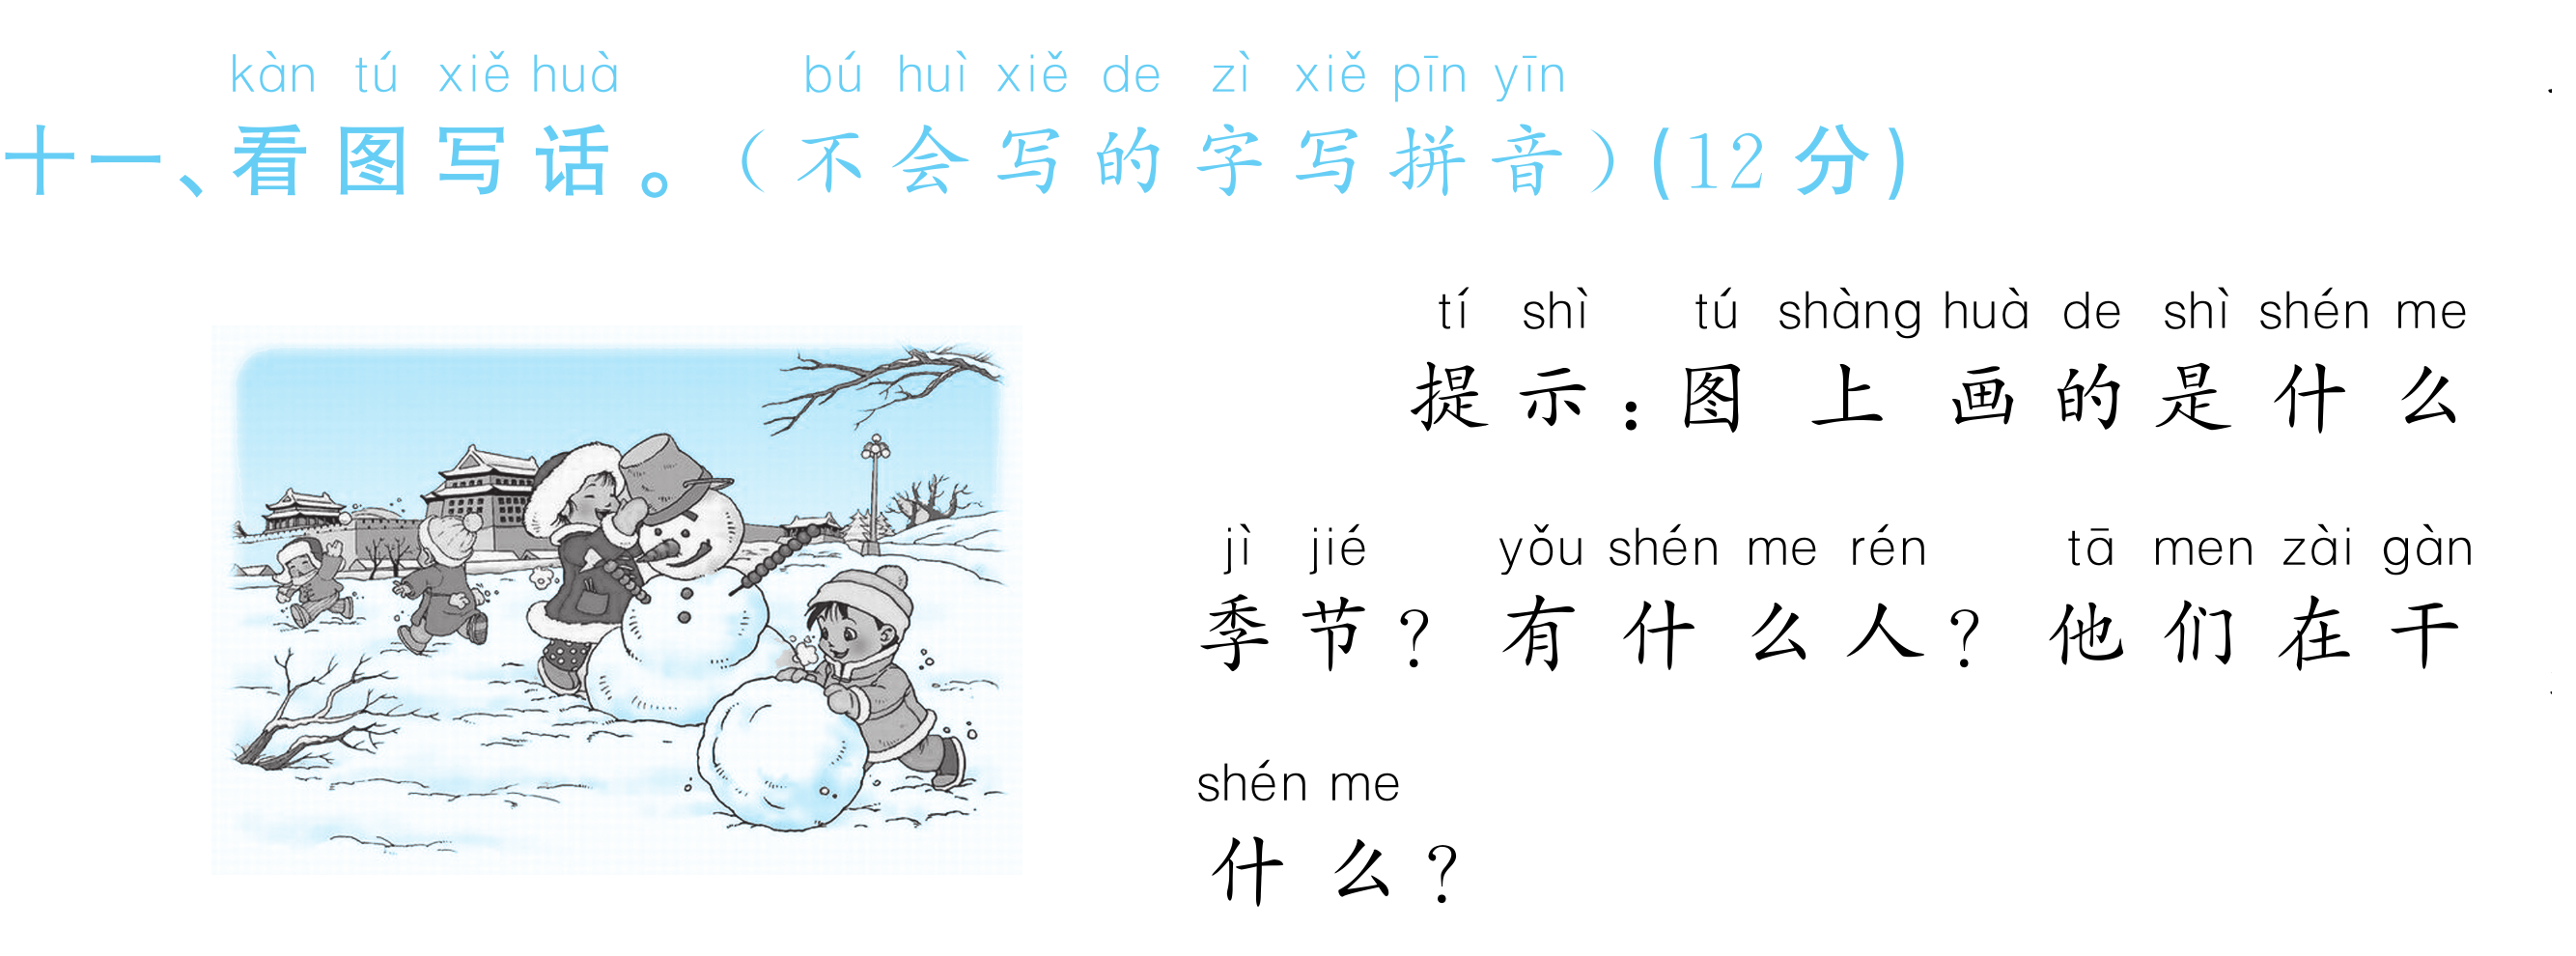 kàn tú xiě huà bú huì xiě de zì xiě pīn yīn
十一、看图写话。（不会写的字写拼音）(12分)
tí shì tú shàng huà de shì shén me
提示：图上画的是什么
jì jié yǒu shén me rén tā men zài gàn
季节？有什么人？他们在干
shén me
什么？